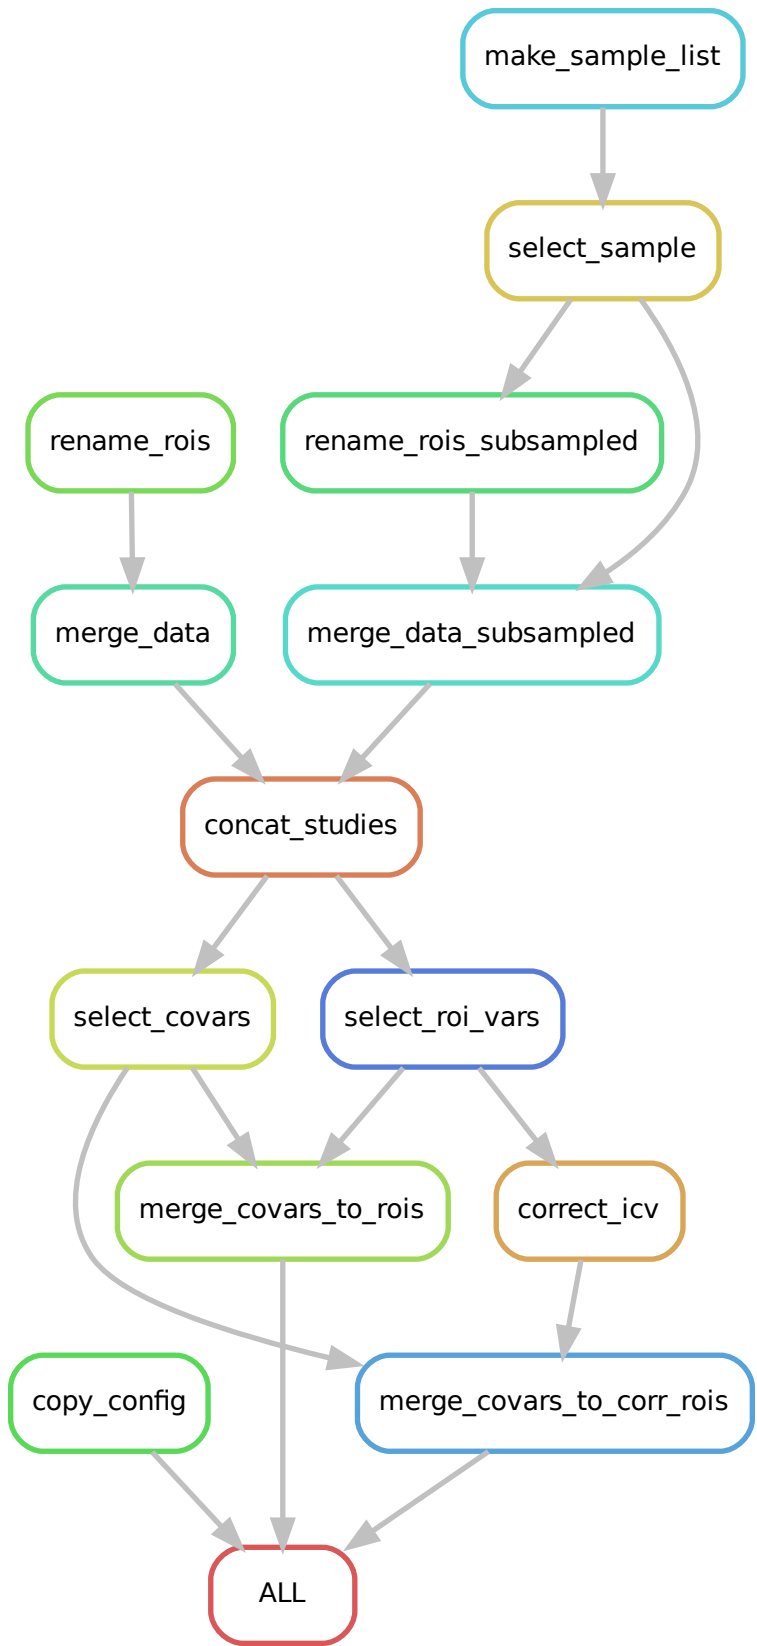 make_sample_list
select_sample
rename_rois
rename_rois_subsampled
merge_data
merge_data_subsampled
concat_studies
select_covars
select_roi_vars
merge_covars_to_rois
correct_icv
copy_config
merge_covars_to_corr_rois
ALL